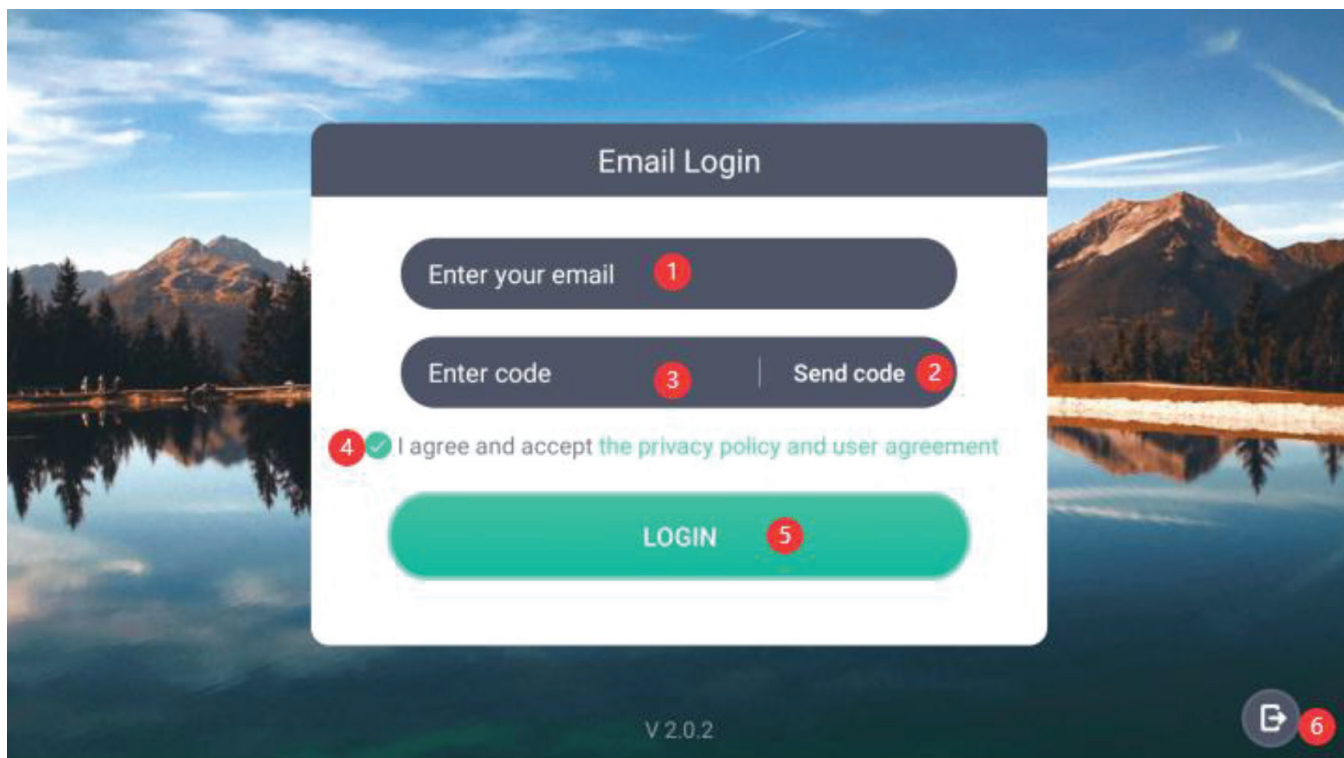 Email Login
Enter your email 1
Enter code 3 Send code 2
4 I agree and accept the privacy policy and user agreement
LOGIN 5
V 2.0.2
6